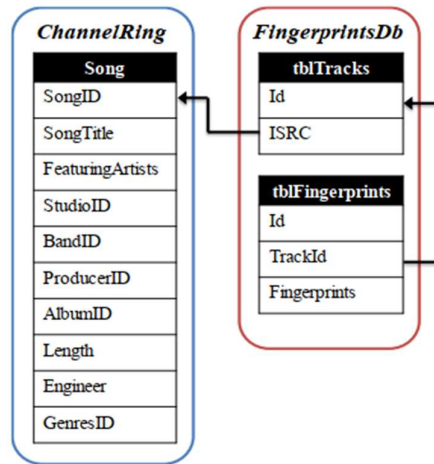 ChannelRing
Song
SongID
SongTitle
FeaturingArtists
StudioID
BandID
ProducerID
AlbumID
Length
Engineer
GenresID
FingerprintsDb
tblTracks
Id
ISRC
tblFingerprints
Id
TrackId
Fingerprints